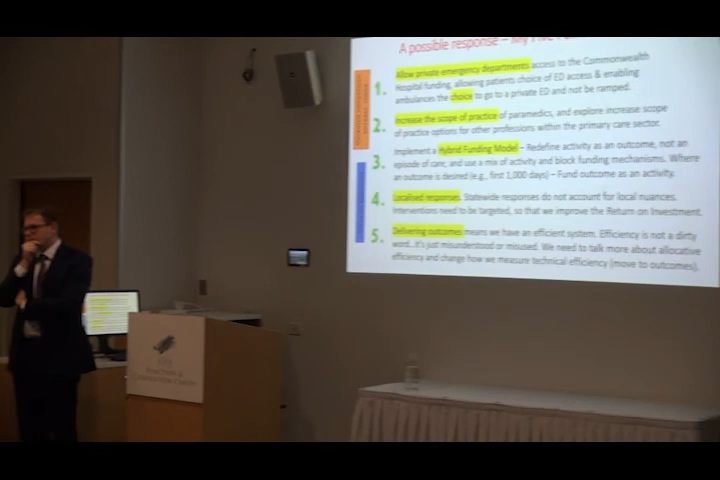 A possible response – My Five
1. Allow private emergency departments access to the Commonwealth
Hospital funding, allowing patients choice of ED access & enabling
ambulances the choice to go to a private ED and not be ramped.
2. Increase the scope of practice of paramedics, and explore increase scope
of practice options for other professions within the primary care sector.
3. Implement a Hybrid Funding Model – Redefine activity as an outcome, not an
episode of care; and use a mix of activity and block funding mechanisms. Where
an outcome is desired (e.g., first 1,000 days) – Fund outcome as an activity.
4. Localised responses. Statewide responses do not account for local nuances.
Interventions need to be targeted, so that we improve the Return on Investment.
5. Delivering outcomes means we have an efficient system. Efficiency is not a dirty
word...it's just misunderstood or misused. We need to talk more about allocative
efficiency and change how we measure technical efficiency (move to outcomes).